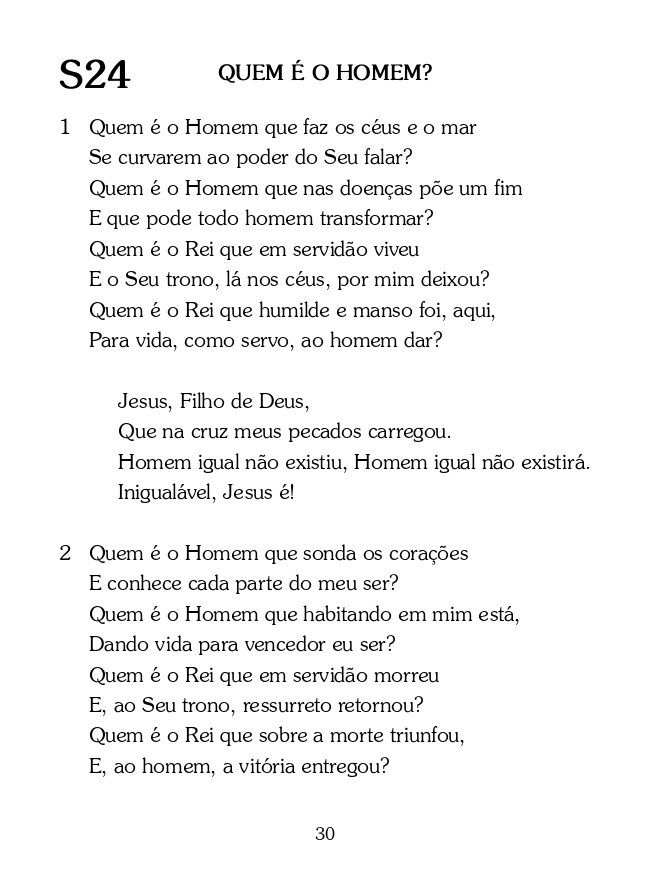 S24 QUEM É O HOMEM?
1 Quem é o Homem que faz os céus e o mar
Se curvarem ao poder do Seu falar?
Quem é o Homem que nas doenças põe um fim
E que pode todo homem transformar?
Quem é o Rei que em servidão viveu
E o Seu trono, lá nos céus, por mim deixou?
Quem é o Rei que humilde e manso foi, aqui,
Para vida, como servo, ao homem dar?
Jesus, Filho de Deus,
Que na cruz meus pecados carregou.
Homem igual não existiu, Homem igual não existirá.
Inigualável, Jesus é!
2 Quem é o Homem que sonda os corações
E conhece cada parte do meu ser?
Quem é o Homem que habitando em mim está,
Dando vida para vencedor eu ser?
Quem é o Rei que em servidão morreu
E, ao Seu trono, ressurreto retornou?
Quem é o Rei que sobre a morte triunfou,
E, ao homem, a vitória entregou?
30